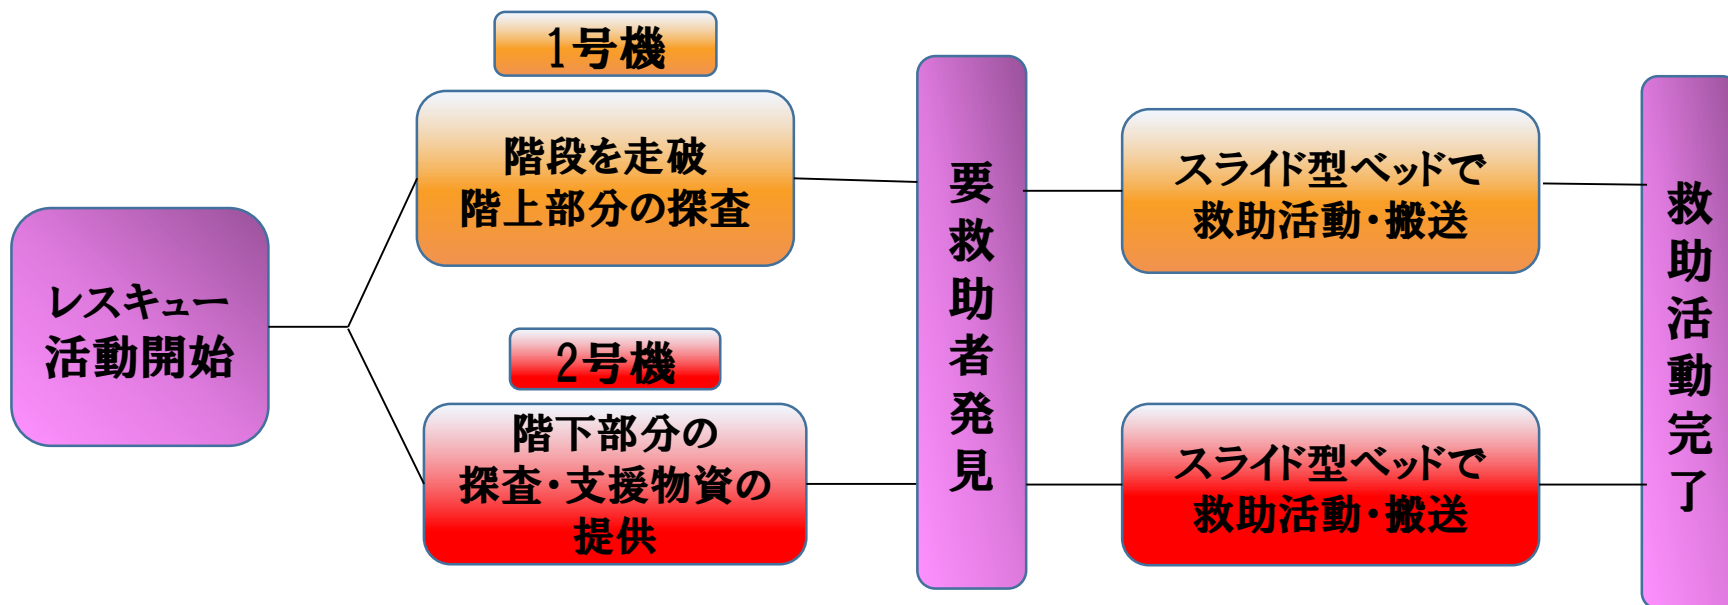 レスキュー
活動開始
1号機
階段を走破
階上部分の探査
2号機
階下部分の
探査・支援物資の
提供
要救助者発見
スライド型ベッドで
救助活動・搬送
スライド型ベッドで
救助活動・搬送
救助活動完了